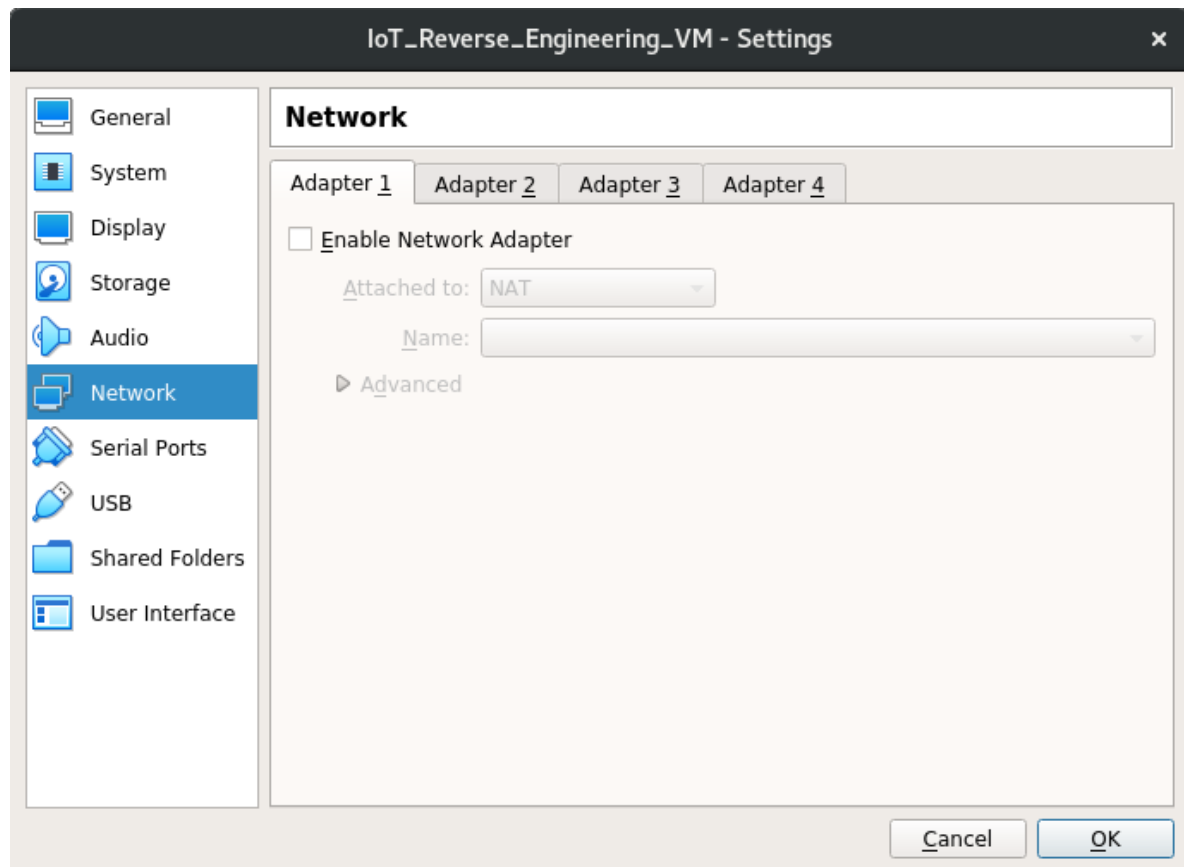 IoT_Reverse_Engineering_VM - Settings
×
General
System
Display
Storage
Audio
Network
Serial Ports
USB
Shared Folders
User Interface
Network
Adapter 1
Adapter 2
Adapter 3
Adapter 4
Enable Network Adapter
Attached to: NAT
Name:
Advanced
Cancel
OK